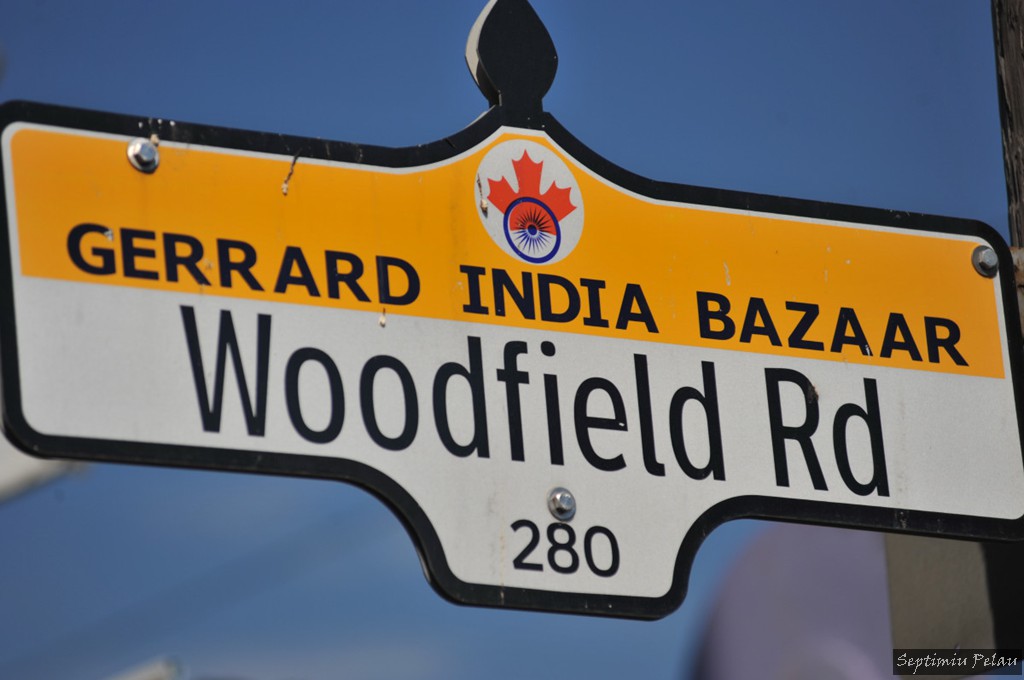 GERRARD INDIA BAZAAR
Woodfield Rd
280
Septimiu Pelau